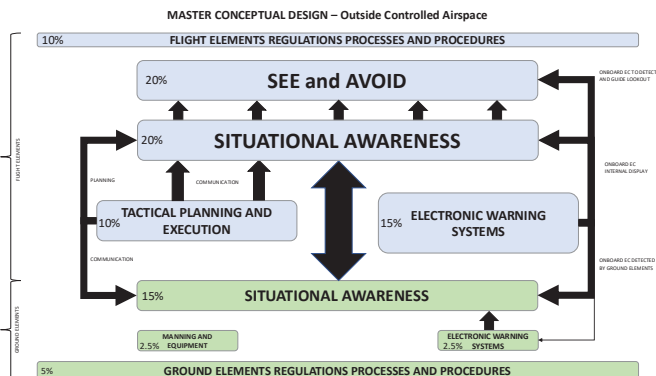 MASTER CONCEPTUAL DESIGN – Outside Controlled Airspace
10% FLIGHT ELEMENTS REGULATIONS PROCESSES AND PROCEDURES
20% SEE and AVOID
ONBOARD EC TO DETECT
AND GUIDE LOOKOUT
20% SITUATIONAL AWARENESS
FLIGHT ELEMENTS
PLANNING
COMMUNICATION
ONBOARD EC
INTERNAL DISPLAY
10% TACTICAL PLANNING AND
EXECUTION
15% ELECTRONIC WARNING
SYSTEMS
COMMUNICATION
ONBOARD EC DETECTED
BY GROUND ELEMENTS
15% SITUATIONAL AWARENESS
GROUND ELEMENTS
MANNING AND
2.5% EQUIPMENT
ELECTRONIC WARNING
2.5% SYSTEMS
5% GROUND ELEMENTS REGULATIONS PROCESSES AND PROCEDURES